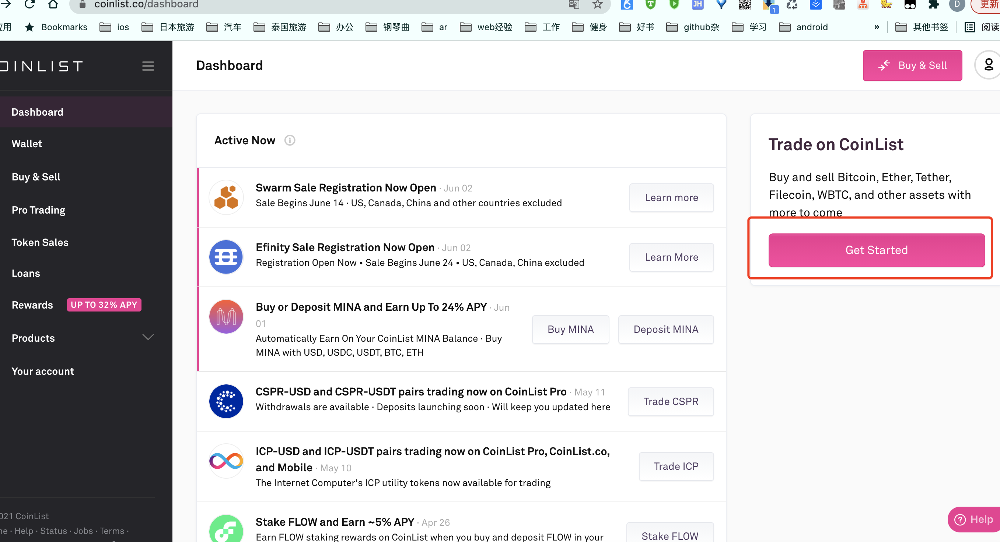 coinlist.co/dashboard
JH
1
D
更新
应用
Bookmarks
ios
日本旅游
汽车
泰国旅游
办公
钢琴曲
ar
web经验
工作
健身
好书
github杂
学习
android
»
其他书签
阅读
OINLIST
Dashboard
Buy & Sell
Dashboard
Wallet
Buy & Sell
Pro Trading
Token Sales
Loans
Rewards UP TO 32% APY
Products
Your account
021 CoinList
me · Help · Status · Jobs · Terms ·
Active Now
Swarm Sale Registration Now Open · Jun 02
Sale Begins June 14 · US, Canada, China and other countries excluded
Learn more
Efinity Sale Registration Now Open · Jun 02
Registration Open Now • Sale Begins June 24 • US, Canada, China excluded
Learn More
Buy or Deposit MINA and Earn Up To 24% APY · Jun
01
Automatically Earn On Your CoinList MINA Balance · Buy
MINA with USD, USDC, USDT, BTC, ETH
Buy MINA
Deposit MINA
CSPR-USD and CSPR-USDT pairs trading now on CoinList Pro · May 11
Withdrawals are available · Deposits launching soon · Will keep you updated here
Trade CSPR
ICP-USD and ICP-USDT pairs trading now on CoinList Pro, CoinList.co,
and Mobile · May 10
The Internet Computer's ICP utility tokens now available for trading
Trade ICP
Stake FLOW and Earn ~5% APY · Apr 26
Earn FLOW staking rewards on CoinList when you buy and deposit FLOW in your
Stake FLOW
Trade on CoinList
Buy and sell Bitcoin, Ether, Tether,
Filecoin, WBTC, and other assets with
more to come
Get Started
Help